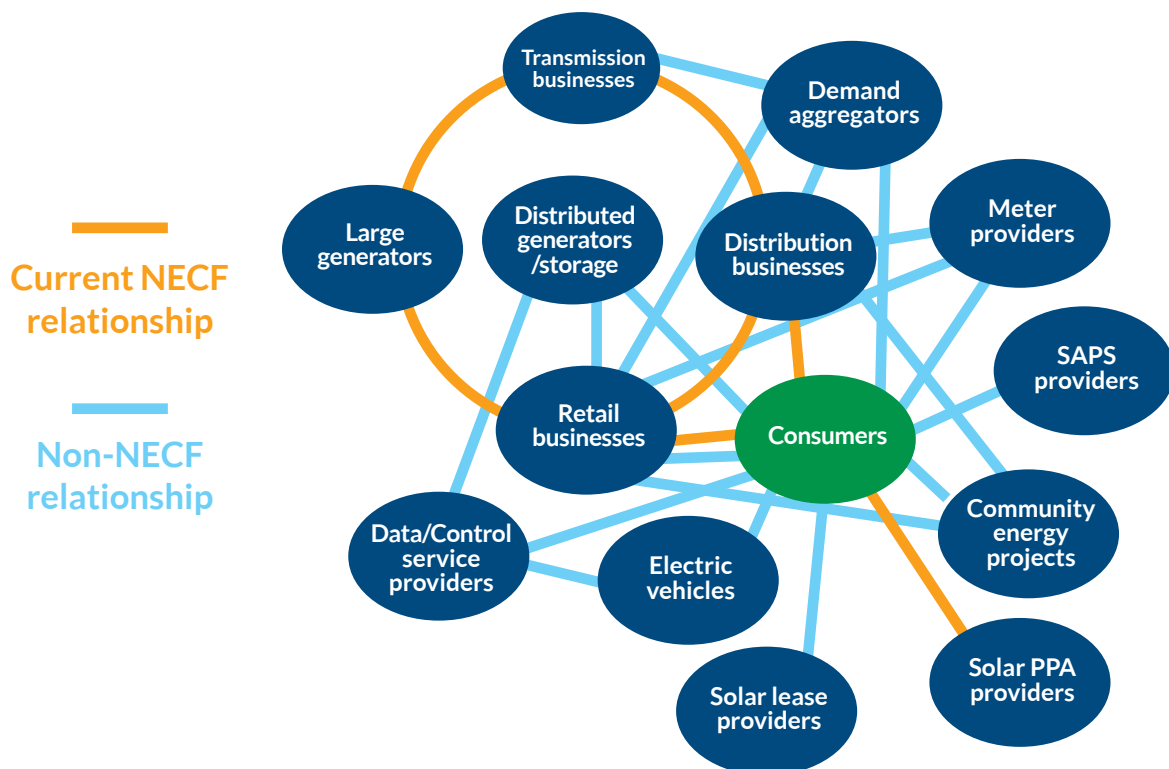 Transmission
businesses
Demand
aggregators
Large
generators
Distributed
generators
/storage
Distribution
businesses
Meter
providers
Current NECF
relationship
SAPS
providers
Retail
businesses
Consumers
Non-NECF
relationship
Data/Control
service
providers
Electric
vehicles
Community
energy
projects
Solar lease
providers
Solar PPA
providers